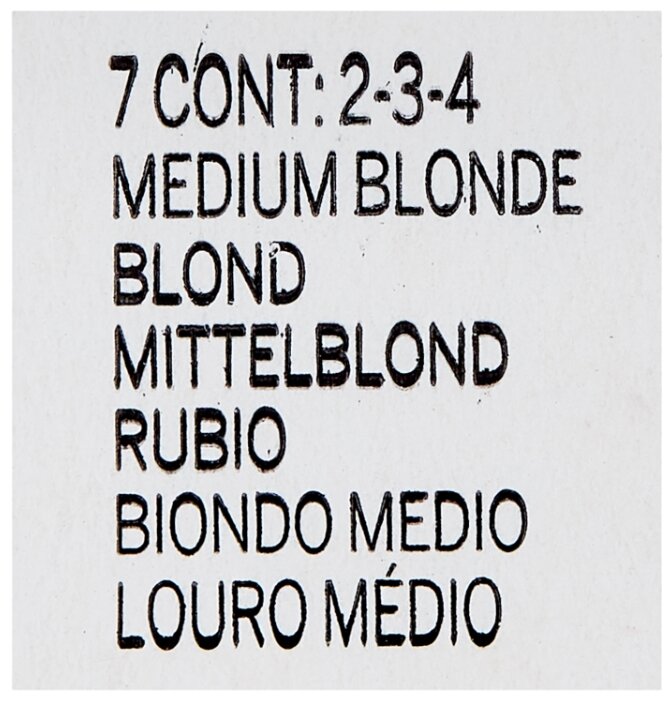 7 CONT: 2-3-4
MEDIUM BLONDE
BLOND
MITTELBLOND
RUBIO
BIONDO MEDIO
LOURO MÉDIO